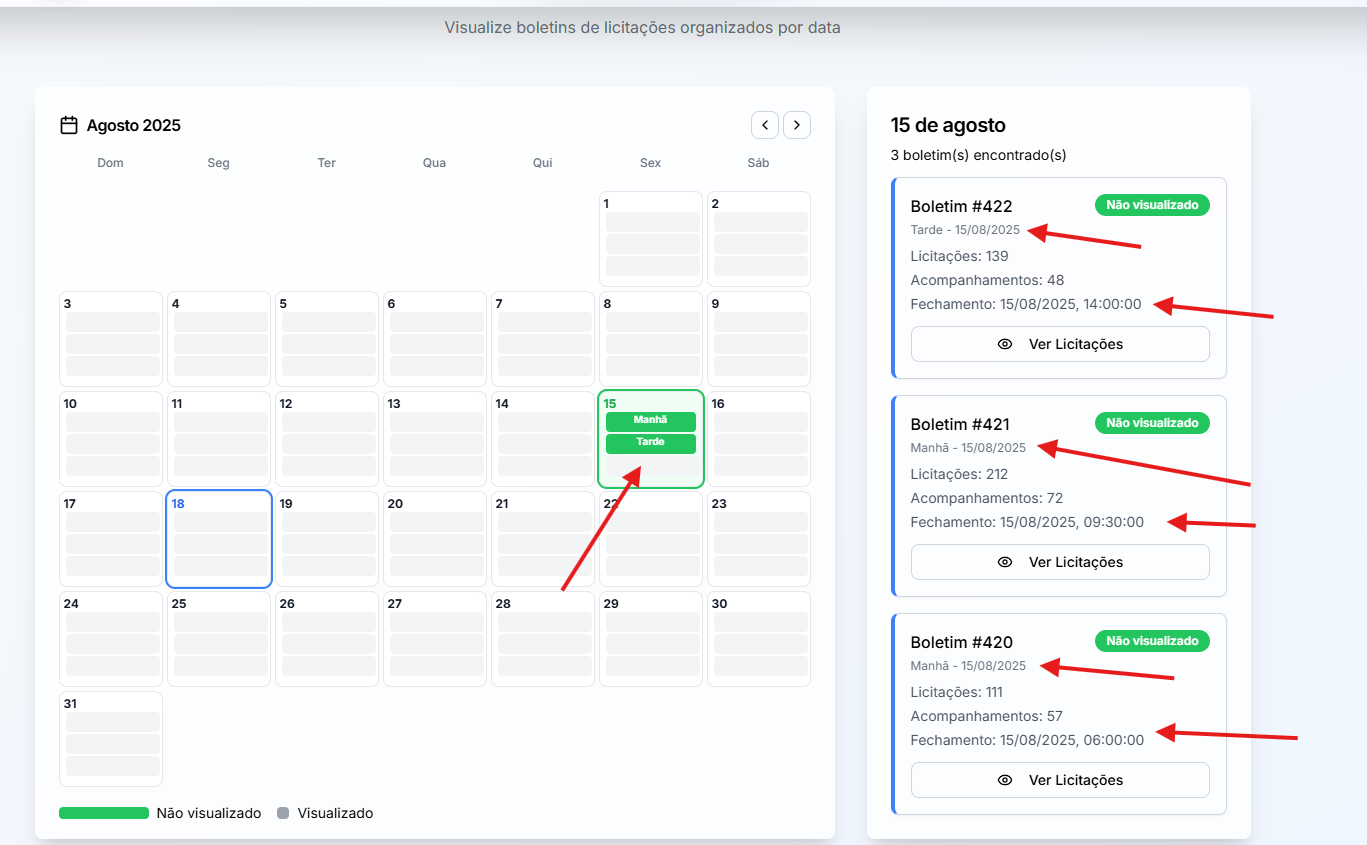 Visualize boletins de licitações organizados por data
Agosto 2025
Dom Seg Ter Qua Qui Sex Sáb
1 2
3 4 5 6 7 8 9
10 11 12 13 14 15 16
Manhã
Tarde
17 18 19 20 21 22 23
24 25 26 27 28 29 30
31
Não visualizado Visualizado
15 de agosto
3 boletim(s) encontrado(s)
Boletim #422 Não visualizado
Tarde - 15/08/2025
Licitações: 139
Acompanhamentos: 48
Fechamento: 15/08/2025, 14:00:00
Ver Licitações
Boletim #421 Não visualizado
Manhã - 15/08/2025
Licitações: 212
Acompanhamentos: 72
Fechamento: 15/08/2025, 09:30:00
Ver Licitações
Boletim #420 Não visualizado
Manhã - 15/08/2025
Licitações: 111
Acompanhamentos: 57
Fechamento: 15/08/2025, 06:00:00
Ver Licitações